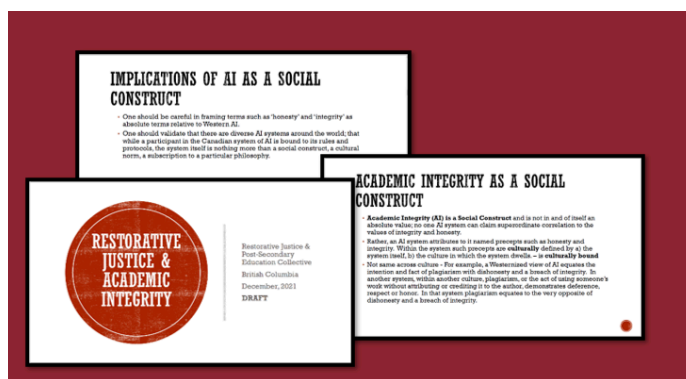 IMPLICATIONS OF AI AS A SOCIAL
CONSTRUCT
One should be careful in framing terms such as 'honesty' and 'integrity' as
absolute terms relative to Western AI.
One should validate that there are diverse AI systems around the world; that
while a participant in the Canadian system of AI is bound to its rules and
protocols, the system itself is nothing more than a social construct, a cultural
norm, a subscription to a particular philosophy.
ACADEMIC INTEGRITY AS A SOCIAL
CONSTRUCT
Academic Integrity (AI) is a Social Construct and is not in and of itself an
absolute value; no one AI system can claim superordinate correlation to the
values of integrity and honesty.
Rather, an AI system attributes to it named precepts such as honesty and
integrity. Within the system such precepts are culturally defined by a) the
system itself, b) the culture in which the system dwells. – is culturally bound
Not same across culture - For example, a Westernized view of AI equates the
intention and fact of plagiarism with dishonesty and a breach of integrity. In
another system, within another culture, plagiarism, or the act of using someone's
work without attributing or crediting it to the author, demonstrates deference,
respect or honor. In that system plagiarism equates to the very opposite of
dishonesty and a breach of integrity.
RESTORATIVE
JUSTICE &
ACADEMIC
INTEGRITY
Restorative Justice &
Post-Secondary
Education Collective
British Columbia
December, 2021
DRAFT